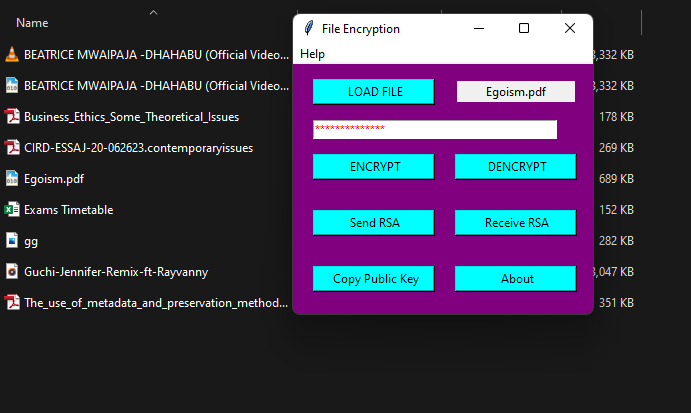 Name
BEATRICE MWAIPAJA -DHAHABU (Official Video...
BEATRICE MWAIPAJA -DHAHABU (Official Video...
Business_Ethics_Some_Theoretical_Issues
CIRD-ESSAJ-20-062623.contemporaryissues
Egoism.pdf
Exams Timetable
gg
Guchi-Jennifer-Remix-ft-Rayvanny
The_use_of_metadata_and_preservation_method...
,332 KB
,332 KB
178 KB
269 KB
689 KB
152 KB
282 KB
,047 KB
351 KB
File Encryption
Help
LOAD FILE
Egoism.pdf
**************
ENCRYPT
DENCRYPT
Send RSA
Receive RSA
Copy Public Key
About